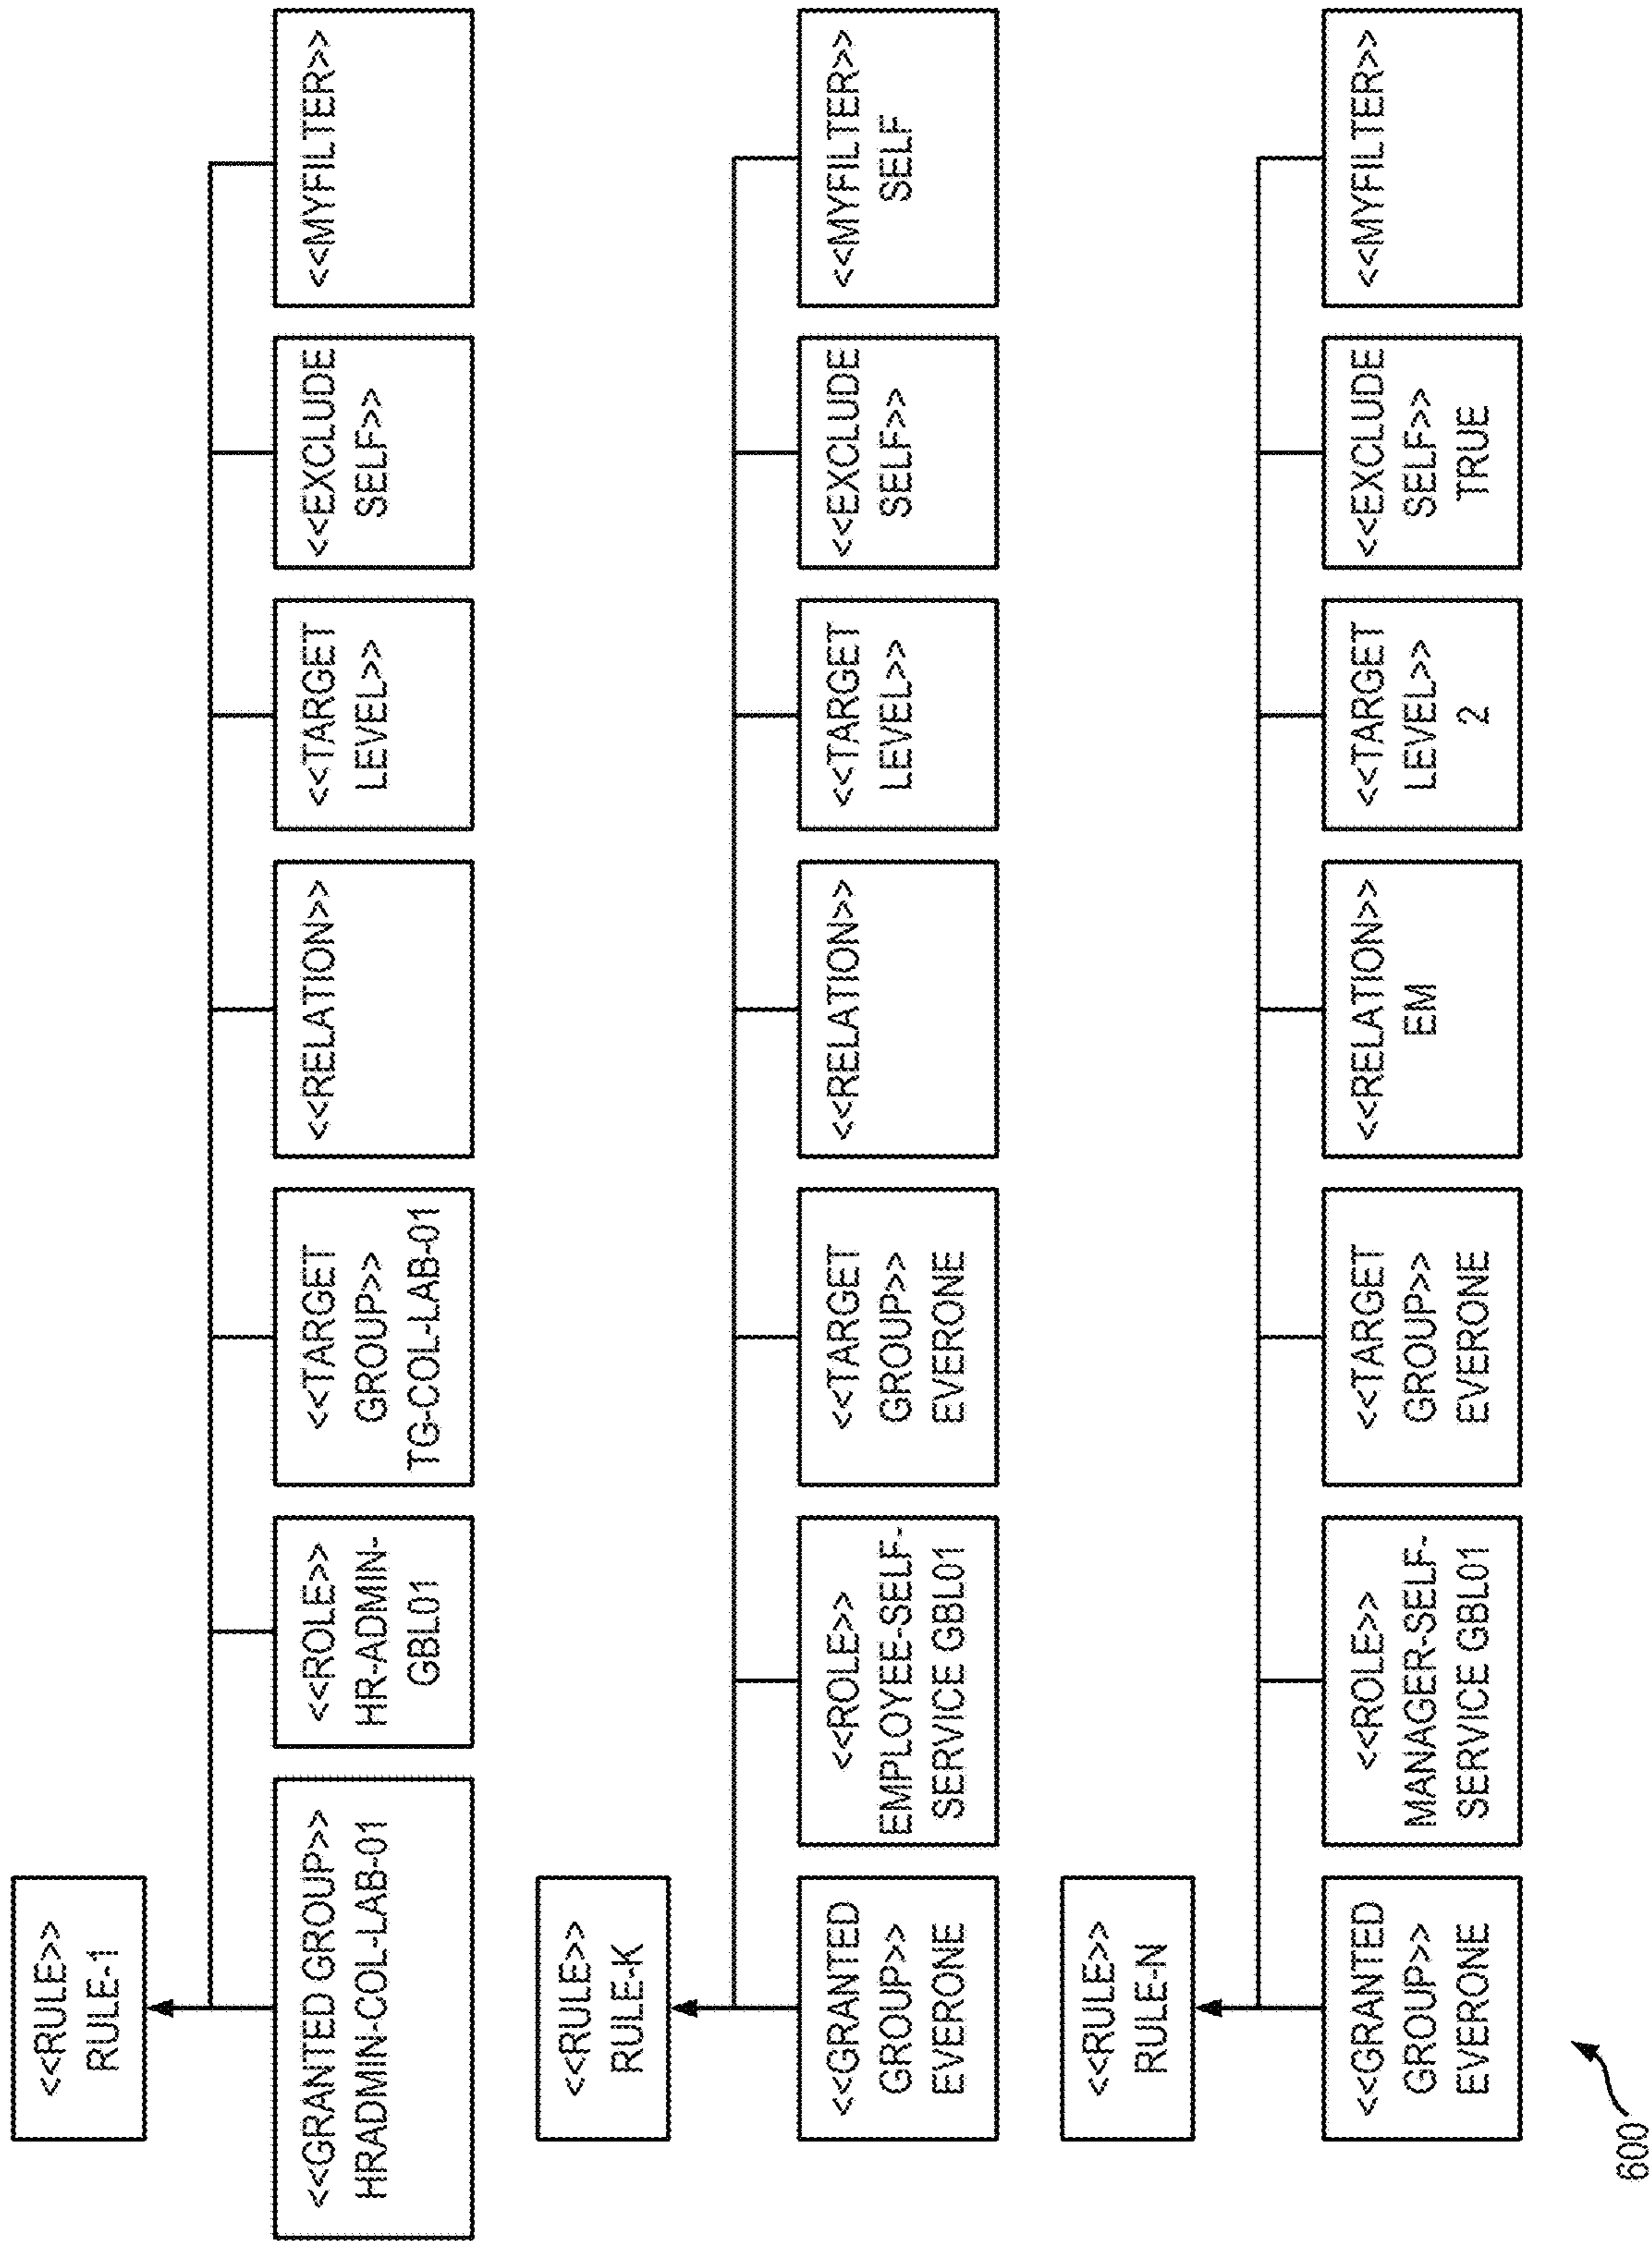 <<RULE>>
RULE-1
<<GRANTED GROUP>>
HRADMIN-COL-LAB-01
<<ROLE>>
HR-ADMIN-
GBL01
<<TARGET
GROUP>>
TG-COL-LAB-01
<<RELATION>>
<<TARGET
LEVEL>>
<<EXCLUDE
SELF>>
<<MYFILTER>>
<<RULE>>
RULE-K
<<GRANTED
GROUP>>
EVERONE
<<ROLE>>
EMPLOYEE-SELF-
SERVICE GBL01
<<TARGET
GROUP>>
EVERONE
<<RELATION>>
<<TARGET
LEVEL>>
<<EXCLUDE
SELF>>
<<MYFILTER>>
SELF
<<RULE>>
RULE-N
<<GRANTED
GROUP>>
EVERONE
<<ROLE>>
MANAGER-SELF-
SERVICE GBL01
<<TARGET
GROUP>>
EVERONE
<<RELATION>>
EM
<<TARGET
LEVEL>>
2
<<EXCLUDE
SELF>>
TRUE
<<MYFILTER>>
600